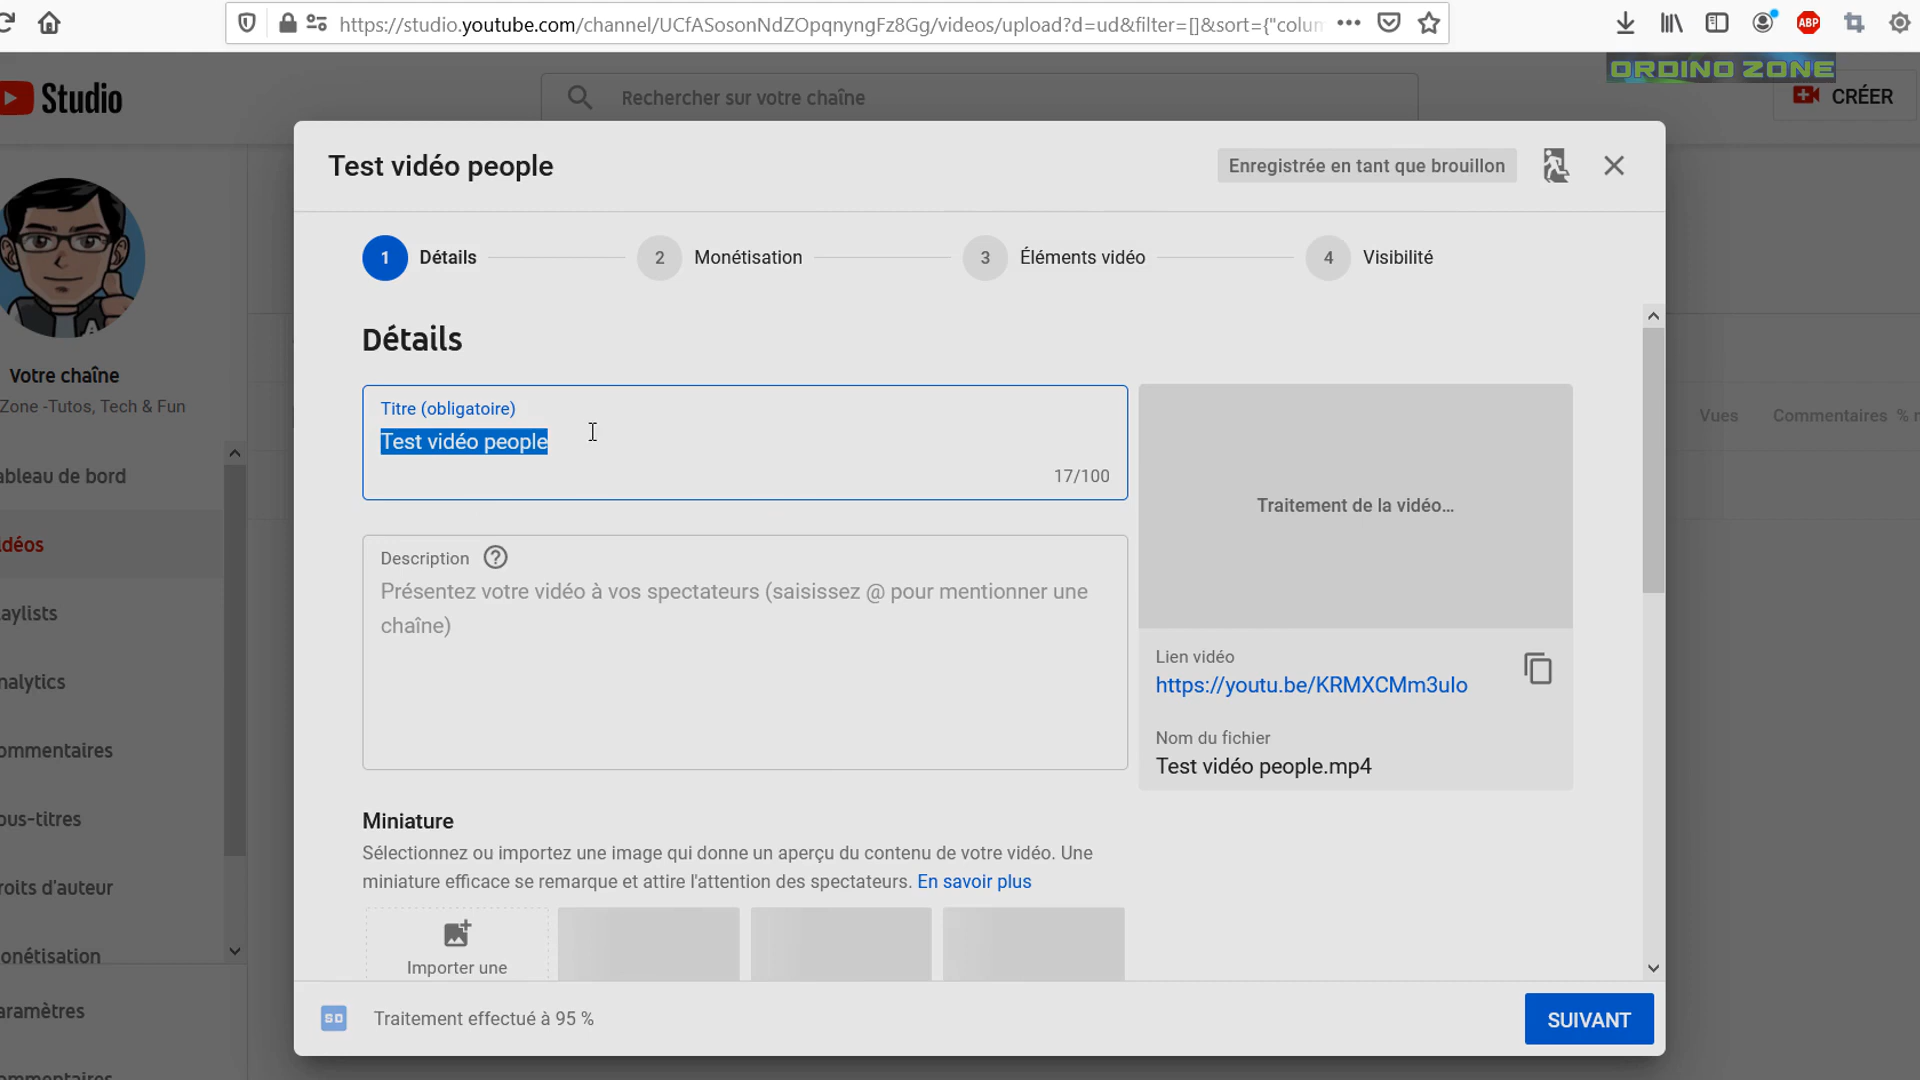 https://studio.youtube.com/channel/UCfASosonNdZOpqnyngFz8Gg/videos/upload?d=ud&filter=[]&sort={"colum
ABP
ORDINO ZONE
Studio
Rechercher sur votre chaîne
CRÉER
Test vidéo people
Enregistrée en tant que brouillon
1 Détails
2 Monétisation
3 Éléments vidéo
4 Visibilité
Détails
Votre chaîne
Zone -Tutos, Tech & Fun
Titre (obligatoire)
Test vidéo people
17/100
Vues
Commentaires
% r
Traitement de la vidéo...
ableau de bord
idéos
aylists
nalytics
ommentaires
ous-titres
roits d'auteur
onétisation
aramètres
ommentaires
Description
Présentez votre vidéo à vos spectateurs (saisissez @ pour mentionner une
chaîne)
Lien vidéo
https://youtu.be/KRMXCMm3uIo
Nom du fichier
Test vidéo people.mp4
Miniature
Sélectionnez ou importez une image qui donne un aperçu du contenu de votre vidéo. Une
miniature efficace se remarque et attire l'attention des spectateurs. En savoir plus
Importer une
SD
Traitement effectué à 95 %
SUIVANT